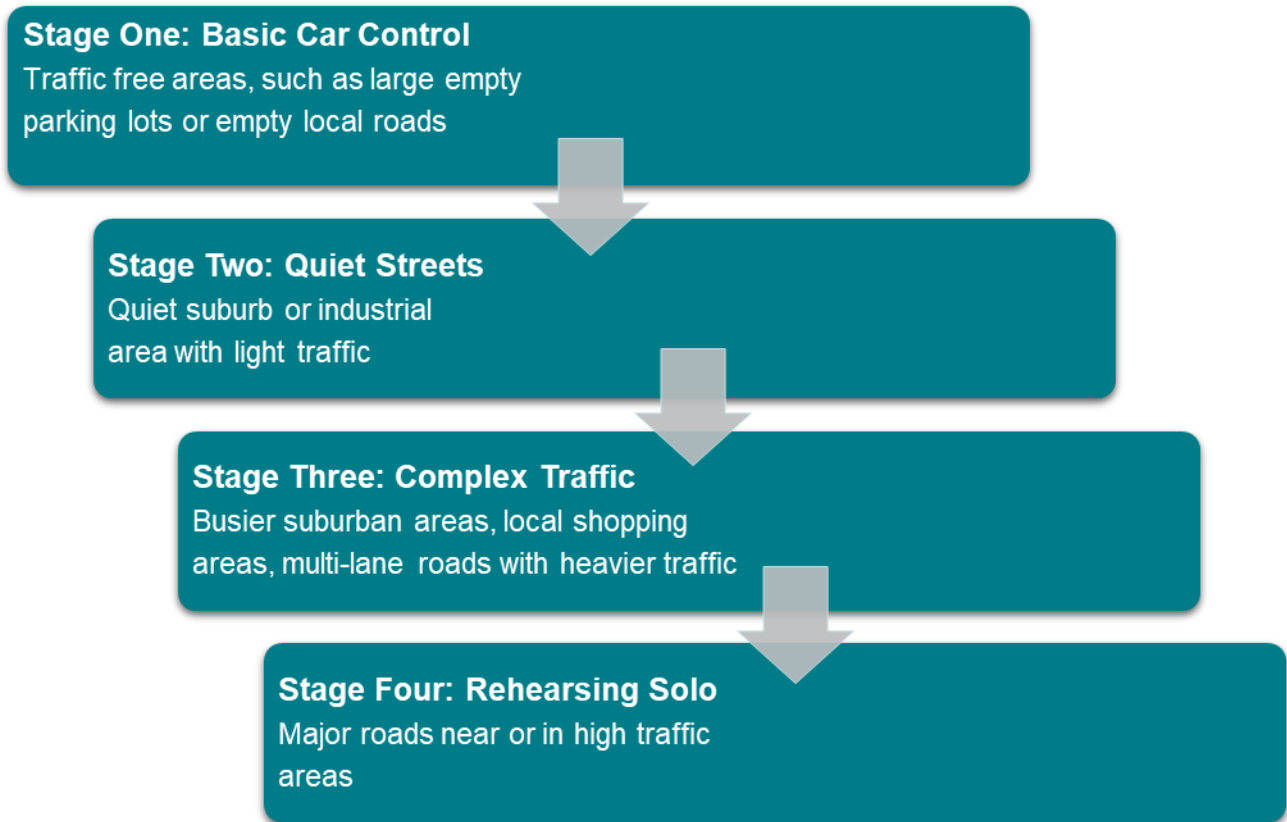 Stage One: Basic Car Control
Traffic free areas, such as large empty
parking lots or empty local roads
Stage Two: Quiet Streets
Quiet suburb or industrial
area with light traffic
Stage Three: Complex Traffic
Busier suburban areas, local shopping
areas, multi-lane roads with heavier traffic
Stage Four: Rehearsing Solo
Major roads near or in high traffic
areas